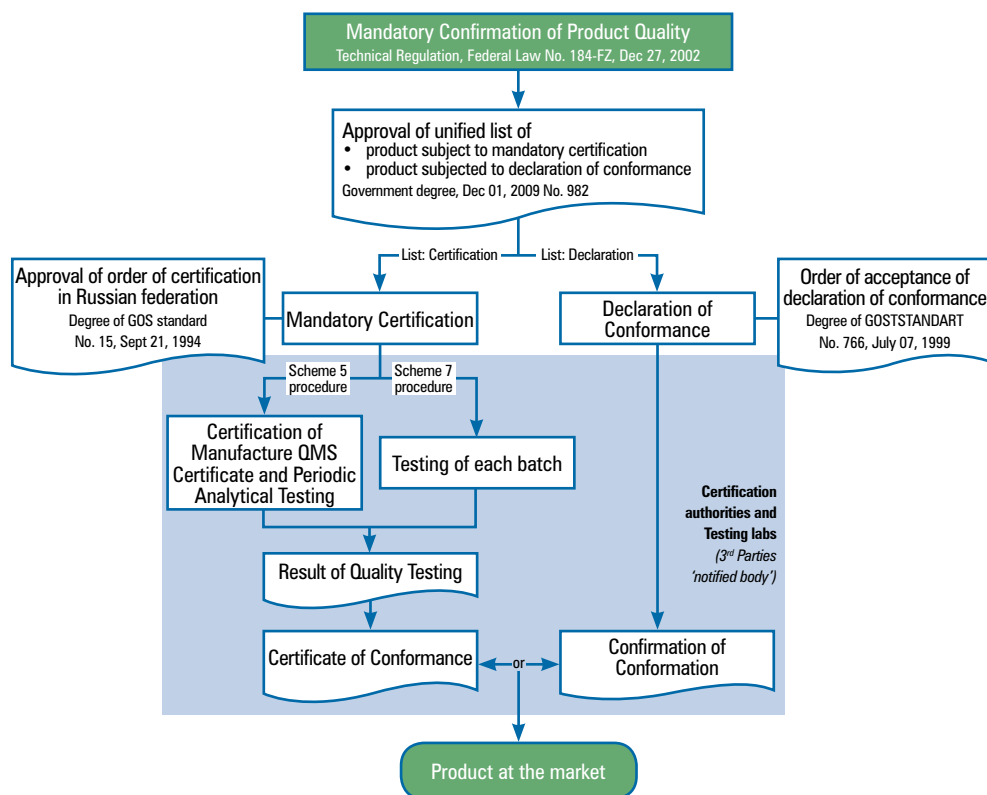 Mandatory Confirmation of Product Quality
Technical Regulation, Federal Law No. 184-FZ, Dec 27, 2002
Approval of unified list of
• product subject to mandatory certification
• product subjected to declaration of conformance
Government degree, Dec 01, 2009 No. 982
List: Certification
List: Declaration
Approval of order of certification
in Russian federation
Degree of GOS standard
No. 15, Sept 21, 1994
Mandatory Certification
Declaration of
Conformance
Order of acceptance of
declaration of conformance
Degree of GOSTSTANDART
No. 766, July 07, 1999
Scheme 5
procedure
Scheme 7
procedure
Certification of
Manufacture QMS
Certificate and Periodic
Analytical Testing
Testing of each batch
Certification
authorities and
Testing labs
(3rd Parties
‘notified body’)
Result of Quality Testing
Certificate of Conformance
or
Confirmation of
Conformation
Product at the market